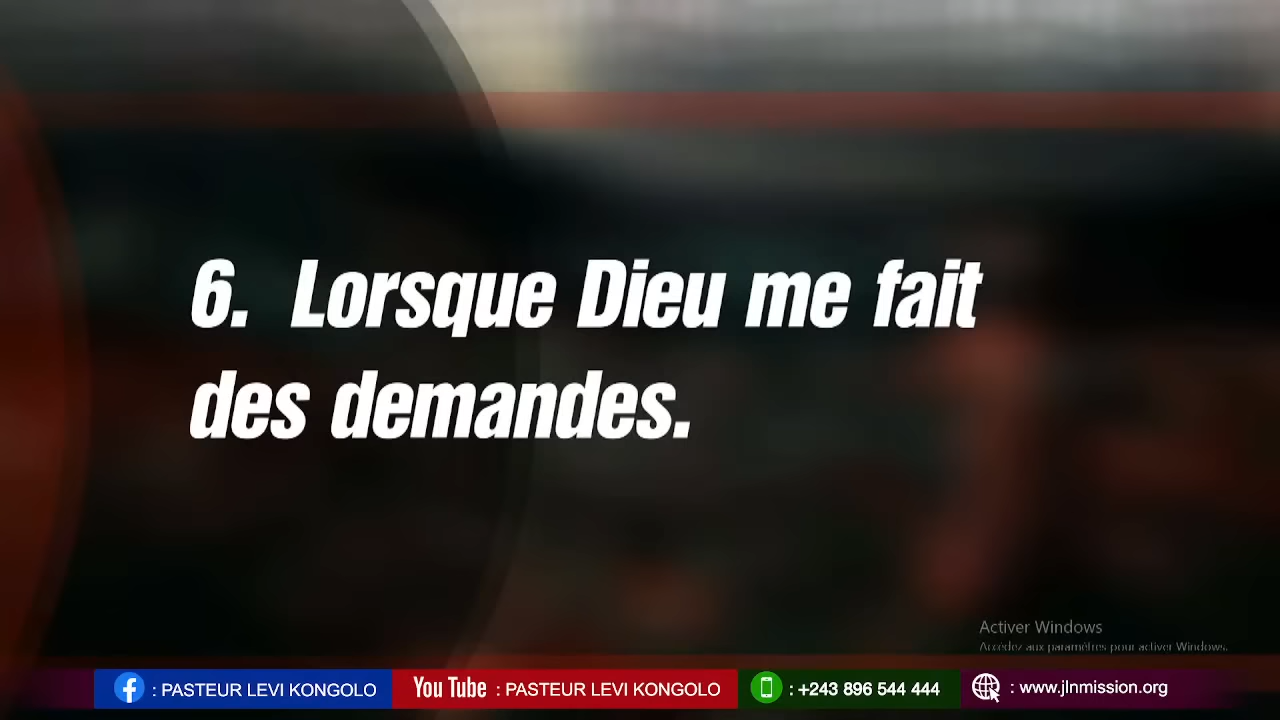 6. Lorsque Dieu me fait
des demandes.
Activer Windows
Accédez aux paramètres pour activer Windows.
: PASTEUR LEVI KONGOLO You Tube : PASTEUR LEVI KONGOLO : +243 896 544 444 : www.jlnmission.org